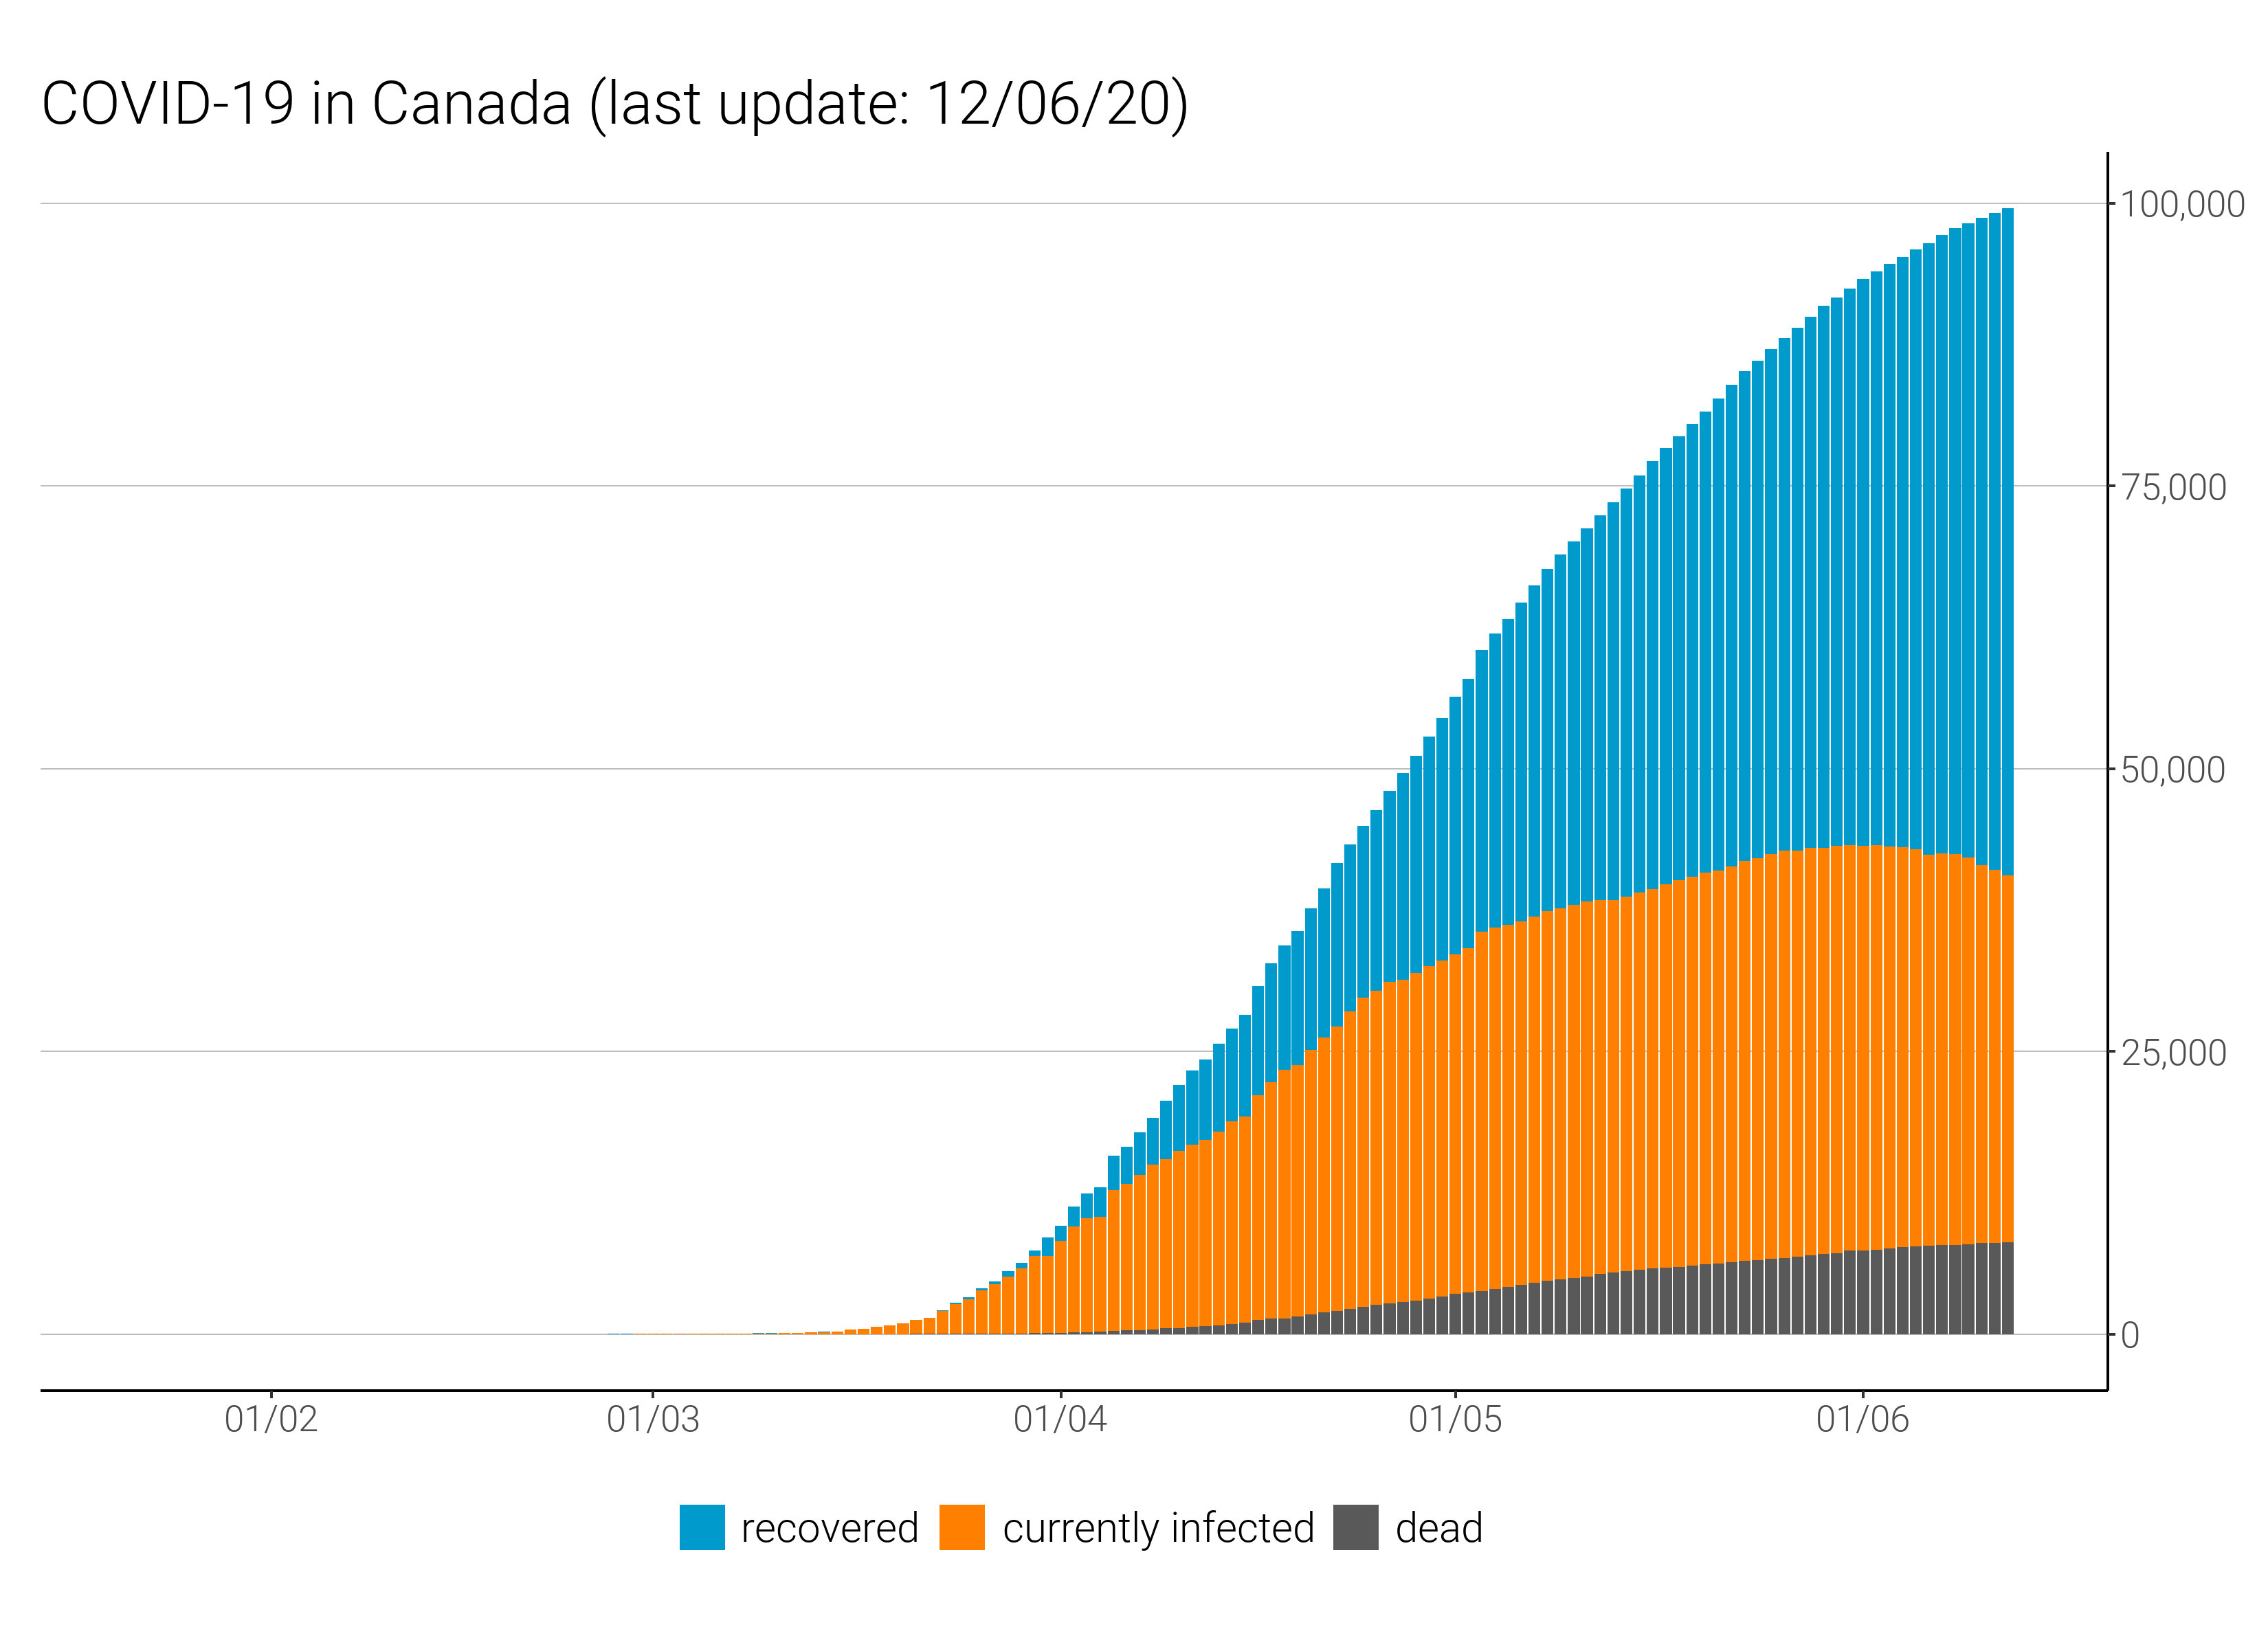 COVID-19 in Canada (last update: 12/06/20)
100,000
75,000
50,000
25,000
0
01/02 01/03 01/04 01/05 01/06
recovered currently infected dead